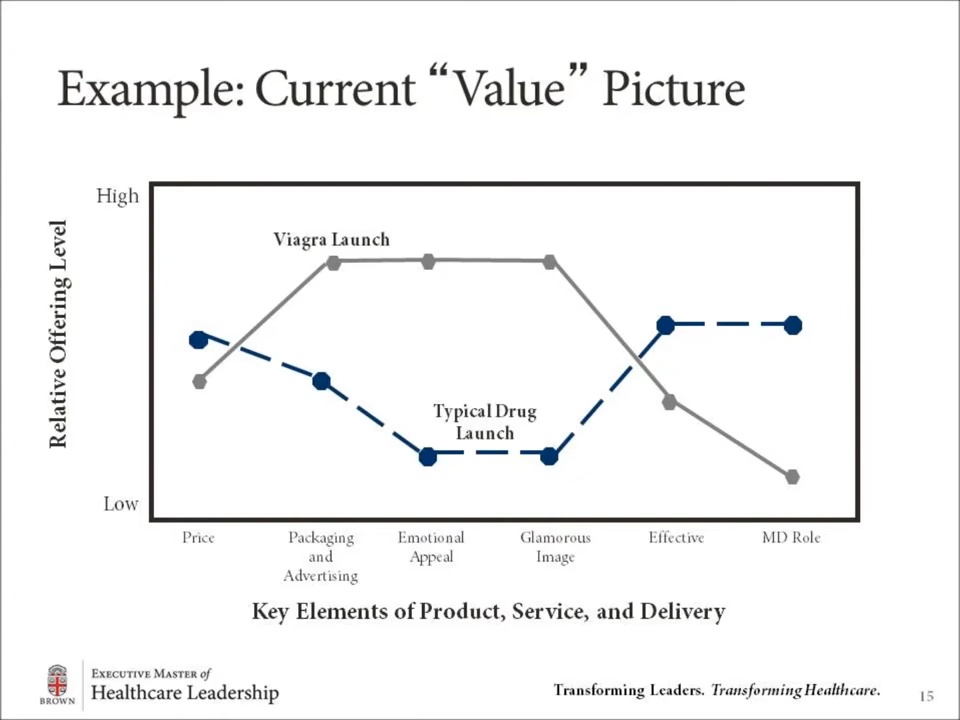 Example: Current “Value” Picture
High
Relative Offering Level
Viagra Launch
Typical Drug
Launch
Low
Price
Packaging
and
Advertising
Emotional
Appeal
Glamorous
Image
Effective
MD Role
Key Elements of Product, Service, and Delivery
BROWN
Executive Master of
Healthcare Leadership
Transforming Leaders. Transforming Healthcare.
15